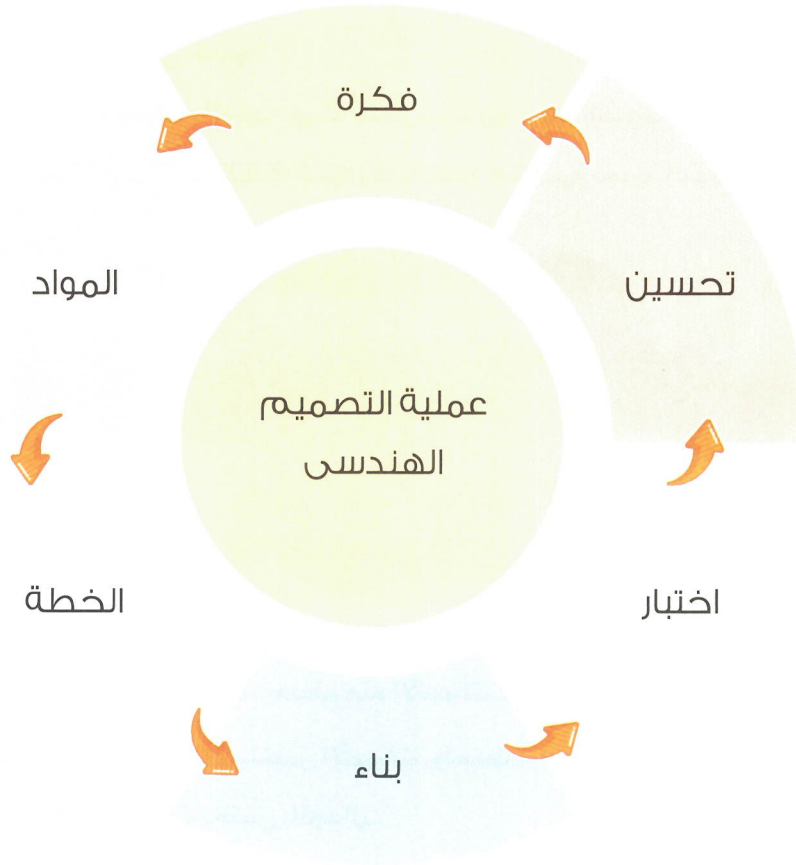 فكرة
المواد
الخطة
بناء
اختبار
تحسين
عملية التصميم
الهندسى